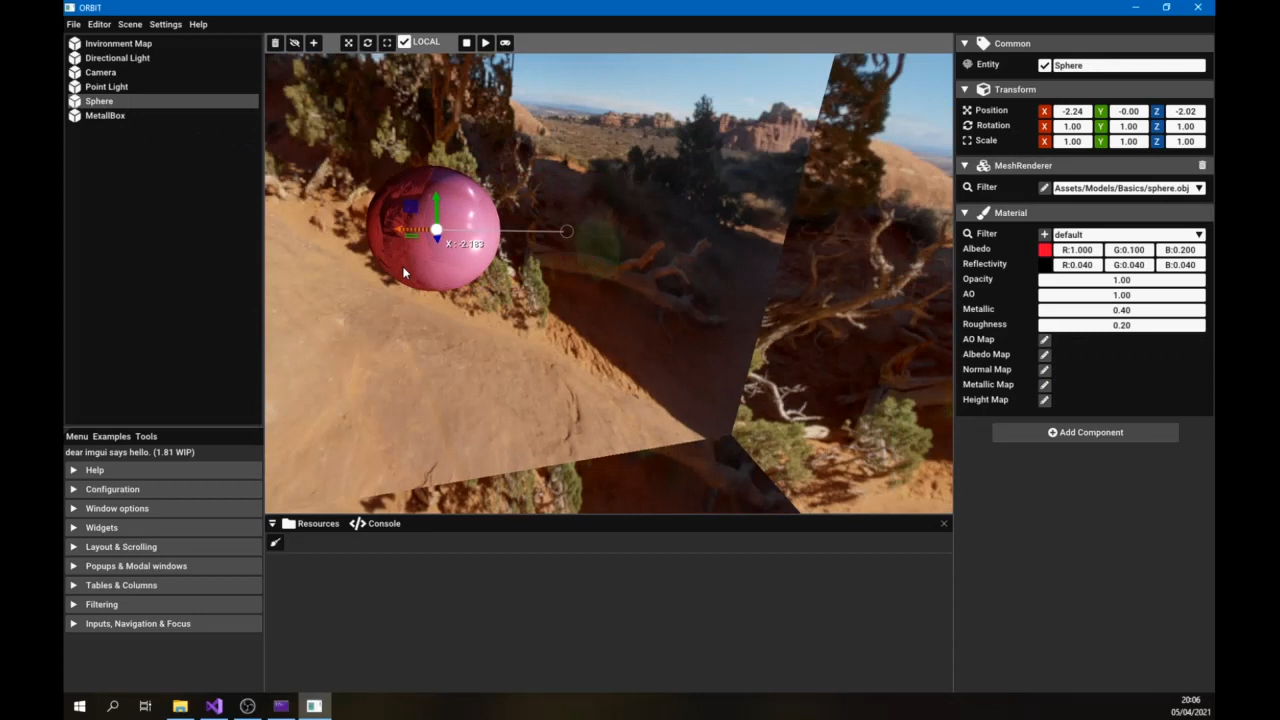 ORBIT
File Editor Scene Settings Help
Invironment Map
Directional Light
Camera
Point Light
Sphere
MetallBox
Menu Examples Tools
dear imgui says hello. (1.81 WIP)
Help
Configuration
Window options
Widgets
Layout & Scrolling
Popups & Modal windows
Tables & Columns
Filtering
Inputs, Navigation & Focus
LOCAL
X : -2.183
Resources Console
Common
Entity Sphere
Transform
Position X -2.24 Y -0.00 Z -2.02
Rotation X 1.00 Y 1.00 Z 1.00
Scale X 1.00 Y 1.00 Z 1.00
MeshRenderer
Filter Assets/Models/Basics/sphere.obj
Material
Filter default
Albedo R:1.000 G:0.100 B:0.200
Reflectivity R:0.040 G:0.040 B:0.040
Opacity 1.00
AO 1.00
Metallic 0.40
Roughness 0.20
AO Map
Albedo Map
Normal Map
Metallic Map
Height Map
Add Component
20:06
05/04/2021